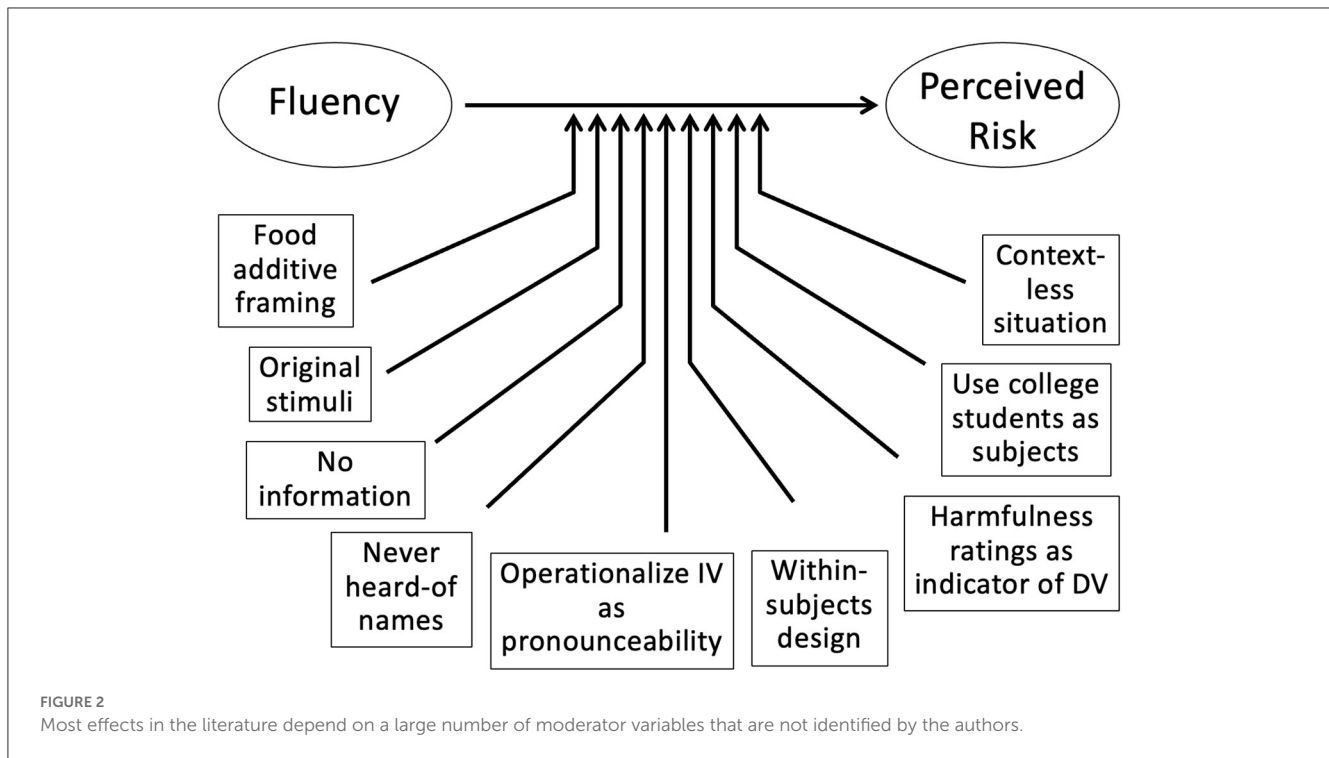 Fluency
Perceived
Risk
Food
additive
framing
Original
stimuli
No
information
Never
heard-of
names
Operationalize IV
as
pronounceability
Within-
subjects
design
Harmfulness
ratings as
indicator of DV
Use college
students as
subjects
Context-
less
situation
FIGURE 2
Most effects in the literature depend on a large number of moderator variables that are not identified by the authors.